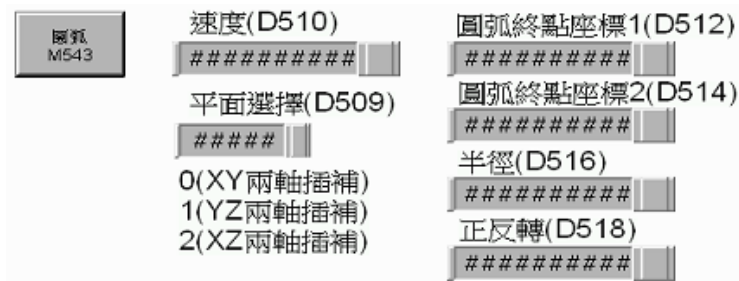 圓弧
M543
速度(D510)
##########
平面選擇(D509)
#####
0(XY兩軸插補)
1(YZ兩軸插補)
2(XZ兩軸插補)
圓弧終點座標1(D512)
##########
圓弧終點座標2(D514)
##########
半徑(D516)
##########
正反轉(D518)
##########